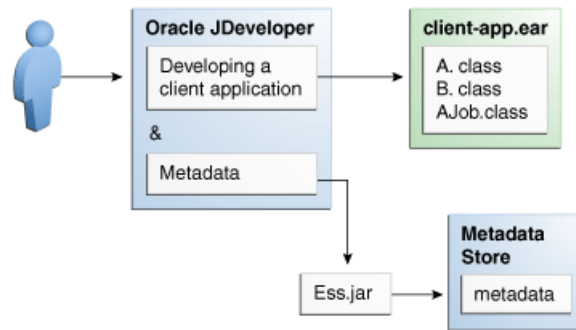 Oracle JDeveloper
Developing a
client application
&
Metadata
client-app.ear
A. class
B. class
AJob.class
Ess.jar
Metadata
Store
metadata